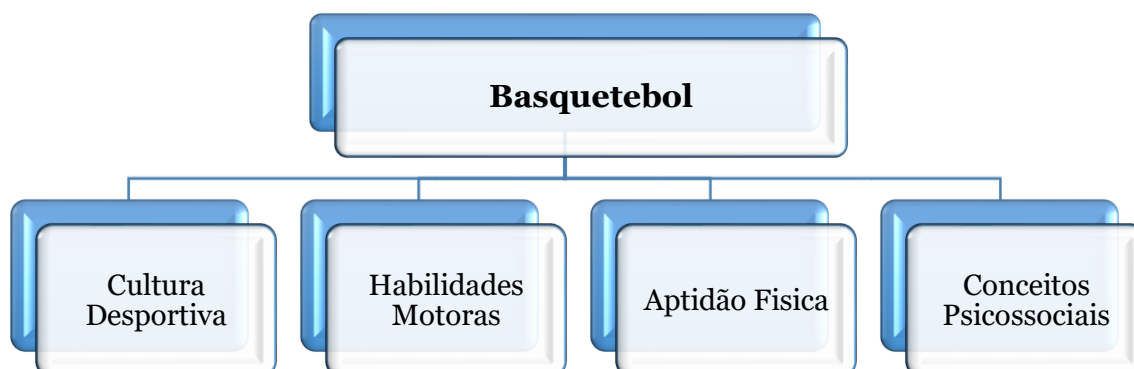 Basquetebol
Cultura
Desportiva
Habilidades
Motoras
Aptidão Fisica
Conceitos
Psicossociais